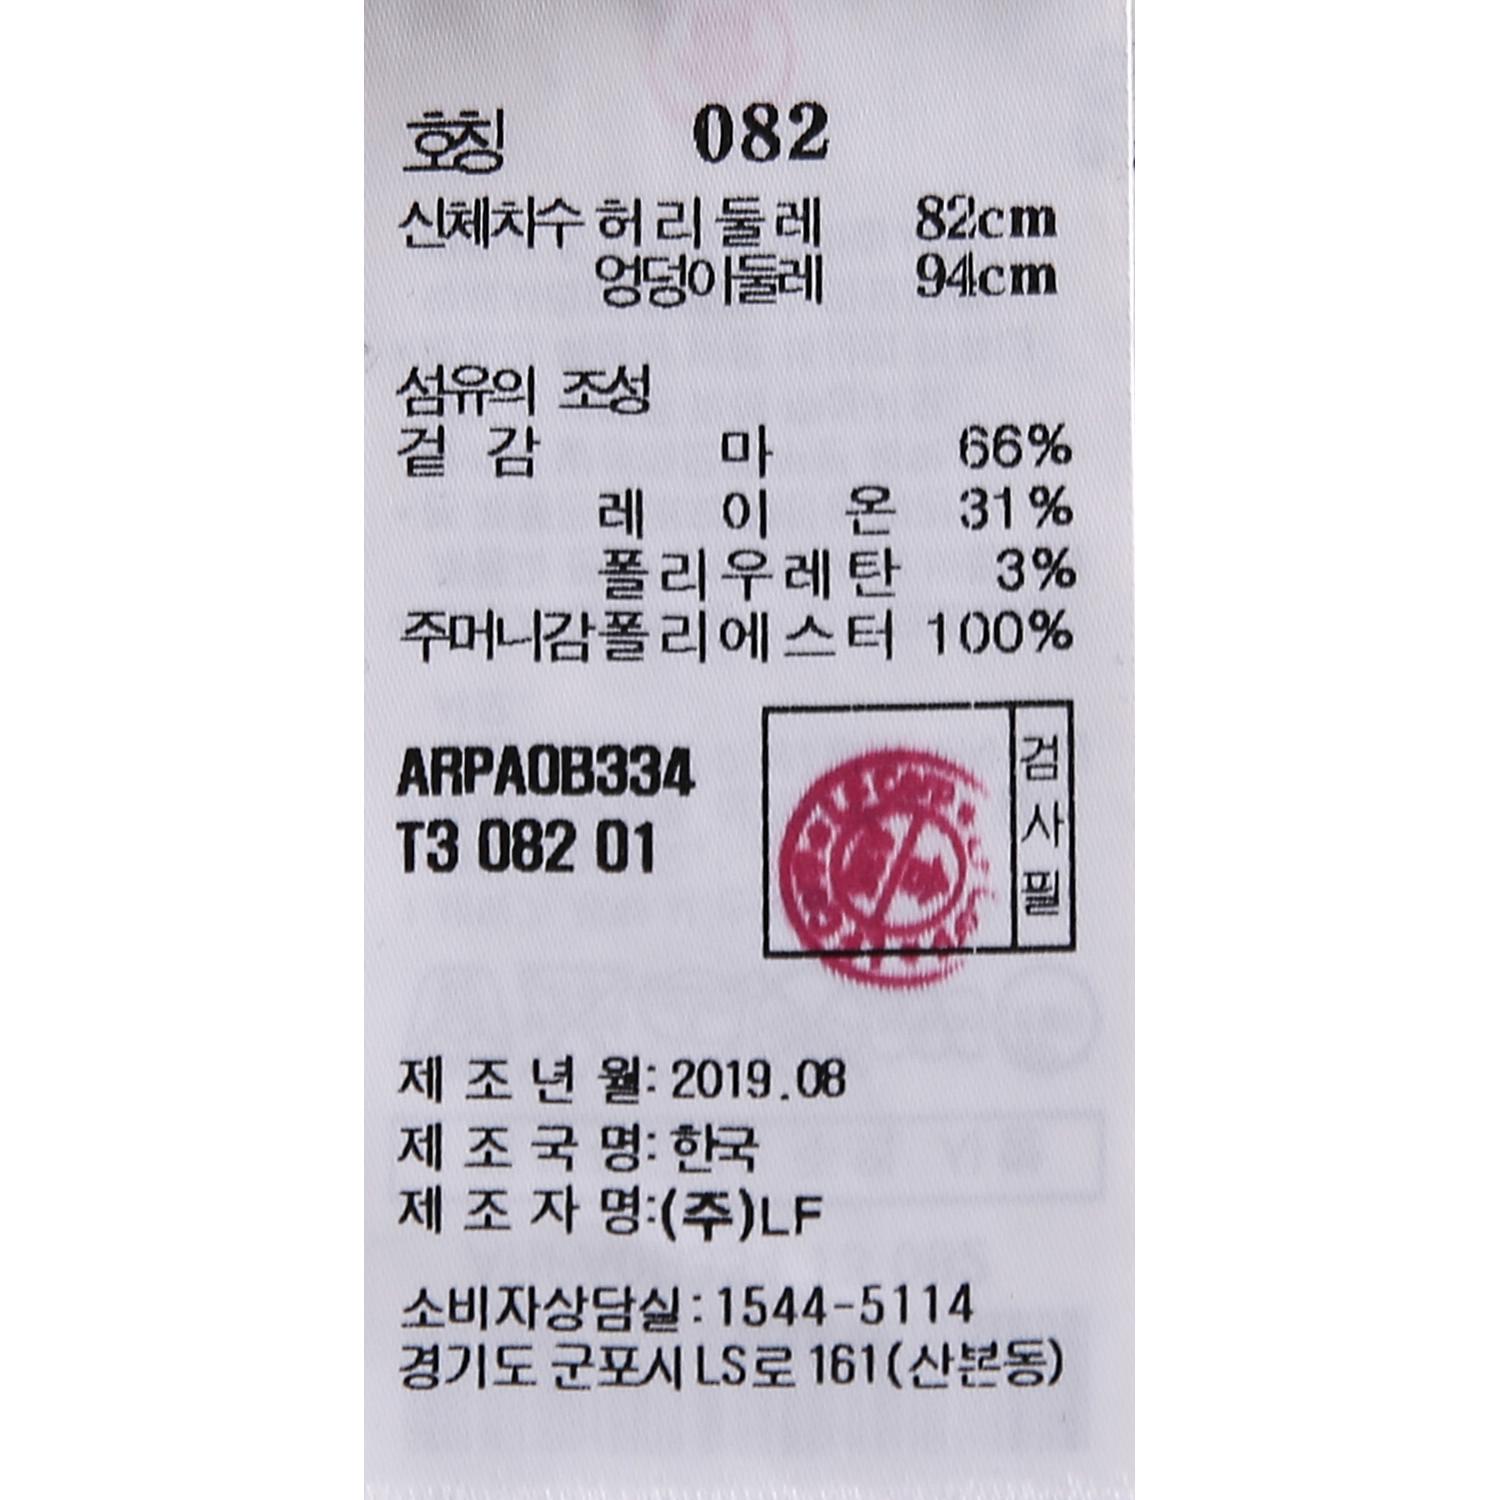 호칭 082
신체치수 허리둘레 82cm
엉덩이둘레 94cm
섬유의 조성
겉감 마 66%
레이온 31%
폴리우레탄 3%
주머니감 폴리에스터 100%
ARPA0B334
T3 082 01
검사필
제조년월: 2019.08
제조국명: 한국
제조자명:(주)LF
소비자상담실:1544-5114
경기도 군포시 LS로 161(산본동)